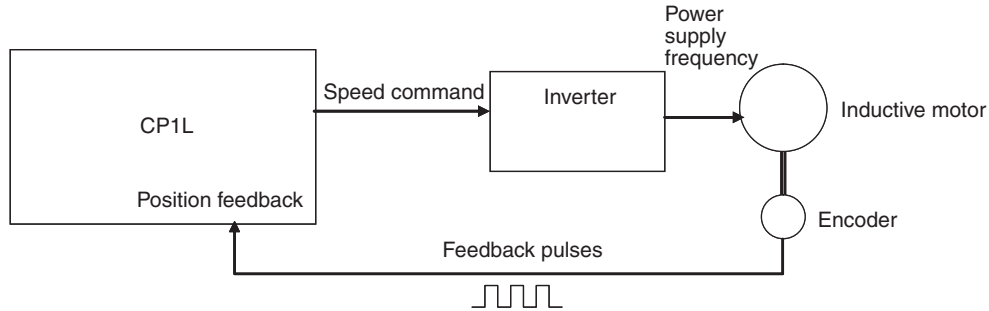 Power
supply
frequency
Speed command
Inverter
CP1L
Inductive motor
Position feedback
Encoder
Feedback pulses